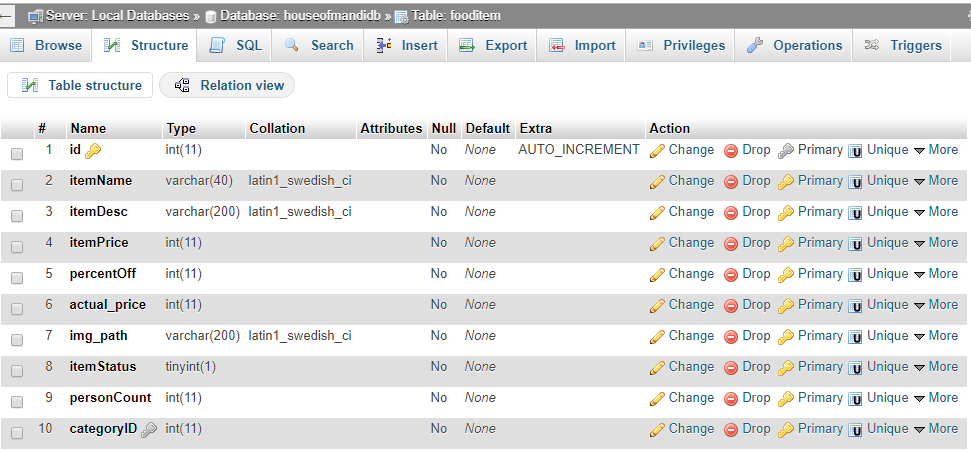 Server: Local Databases » Database: houseofmandidb » Table: fooditem
Browse Structure SQL Search Insert Export Import Privileges Operations Triggers
Table structure Relation view
# Name Type Collation Attributes Null Default Extra Action
1 id int(11) No None AUTO_INCREMENT Change Drop Primary Unique More
2 itemName varchar(40) latin1_swedish_ci No None Change Drop Primary Unique More
3 itemDesc varchar(200) latin1_swedish_ci No None Change Drop Primary Unique More
4 itemPrice int(11) No None Change Drop Primary Unique More
5 percentOff int(11) No None Change Drop Primary Unique More
6 actual_price int(11) No None Change Drop Primary Unique More
7 img_path varchar(200) latin1_swedish_ci No None Change Drop Primary Unique More
8 itemStatus tinyint(1) No None Change Drop Primary Unique More
9 personCount int(11) No None Change Drop Primary Unique More
10 categoryID int(11) No None Change Drop Primary Unique More